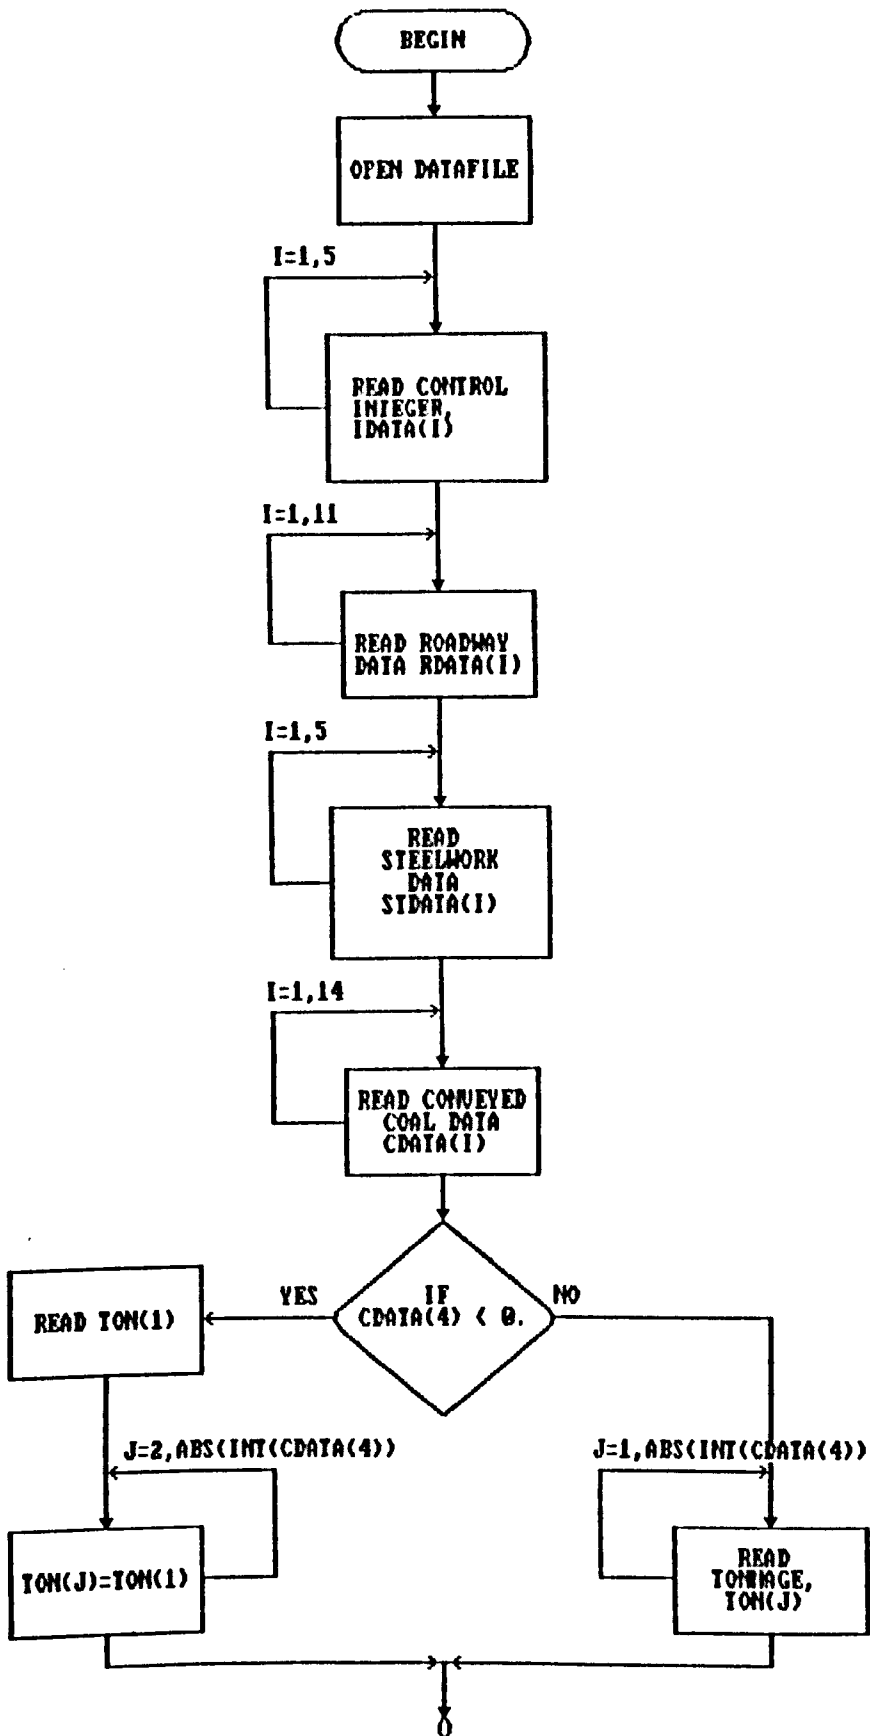 BEGIN
OPEN DATAFILE
I=1,5
READ CONTROL
INTEGER,
IDATA(I)
I=1,11
READ ROADWAY
DATA RDATA(I)
I=1,5
READ
STEELWORK
DATA
STDATA(I)
I=1,14
READ CONVEYED
COAL DATA
CDATA(I)
IF
CDATA(4) < 0.
YES
NO
READ TON(1)
J=2,ABS(INT(CDATA(4))
J=1,ABS(INT(CDATA(4))
TON(J)=TON(1)
READ
TONNAGE,
TON(J)